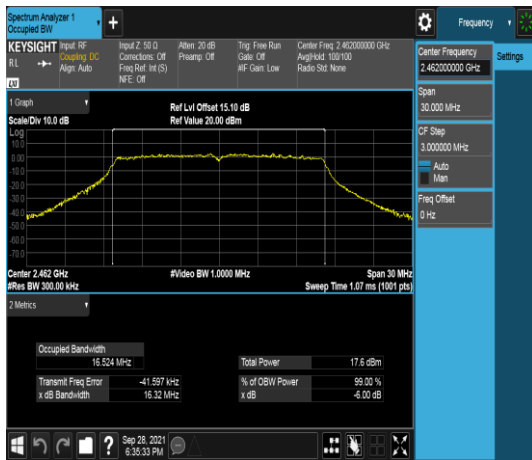 Spectrum Analyzer 1
Occupied BW
+
Frequency
KEYSIGHT
RL
LXI
Input: RF
Coupling: DC
Align: Auto
Input Z: 50 Ω
Corrections: Off
Freq Ref: Int (S)
NFE: Off
Atten: 20 dB
Preamp: Off
Trig: Free Run
Gate: Off
#IF Gain: Low
Center Freq: 2.462000000 GHz
Avg|Hold: 100/100
Radio Std: None
Center Frequency
2.462000000 GHz
Settings
Span
30.000 MHz
CF Step
3.000000 MHz
Auto
Man
Freq Offset
0 Hz
1 Graph
Scale/Div 10.0 dB
Ref Lvl Offset 15.10 dB
Ref Value 20.00 dBm
Log
10.0
0.00
-10.0
-20.0
-30.0
-40.0
-50.0
-60.0
-70.0
Center 2.462 GHz
#Res BW 300.00 kHz
#Video BW 1.0000 MHz
Span 30 MHz
Sweep Time 1.07 ms (1001 pts)
2 Metrics
Occupied Bandwidth
16.524 MHz
Total Power 17.6 dBm
Transmit Freq Error -41.597 kHz
% of OBW Power 99.00 %
x dB Bandwidth 16.32 MHz
x dB -6.00 dB
?
Sep 28, 2021
6:35:33 PM